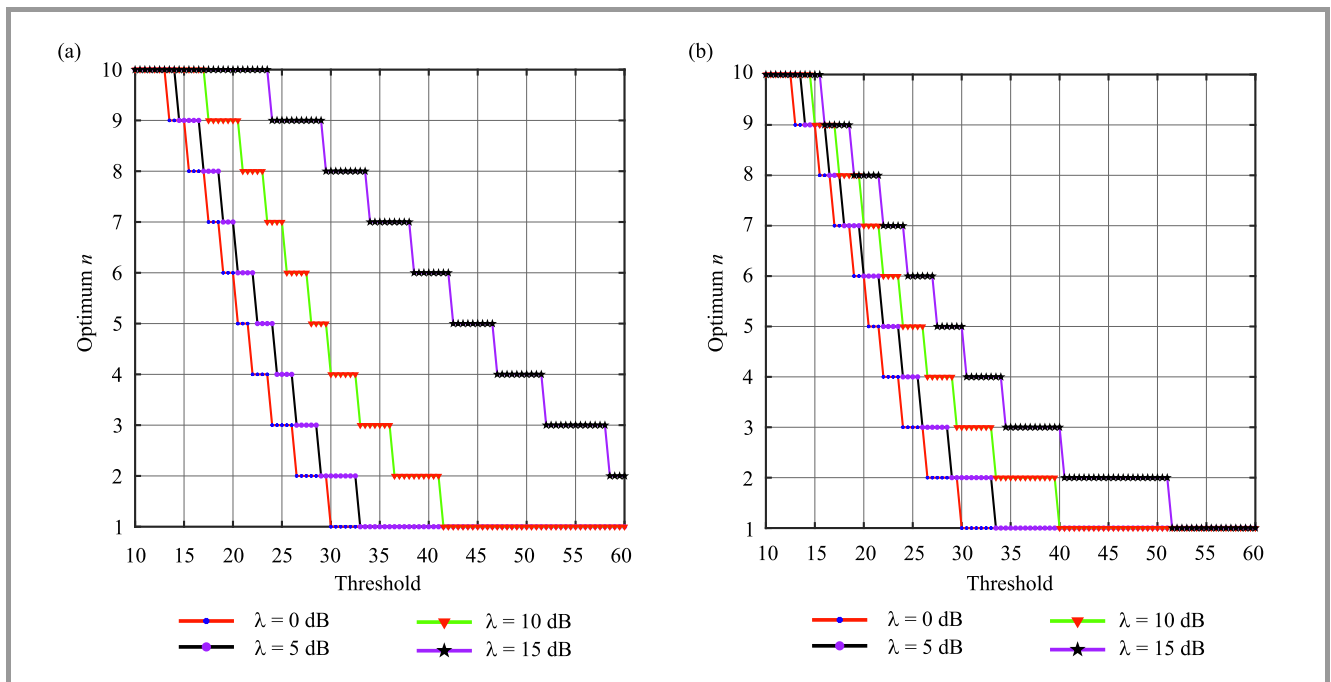 (a)
10
9
8
7
6
5
4
3
2
1
Optimum n
10 15 20 25 30 35 40 45 50 55 60
Threshold
λ = 0 dB
λ = 10 dB
λ = 5 dB
λ = 15 dB
(b)
10
9
8
7
6
5
4
3
2
1
Optimum n
10 15 20 25 30 35 40 45 50 55 60
Threshold
λ = 0 dB
λ = 10 dB
λ = 5 dB
λ = 15 dB